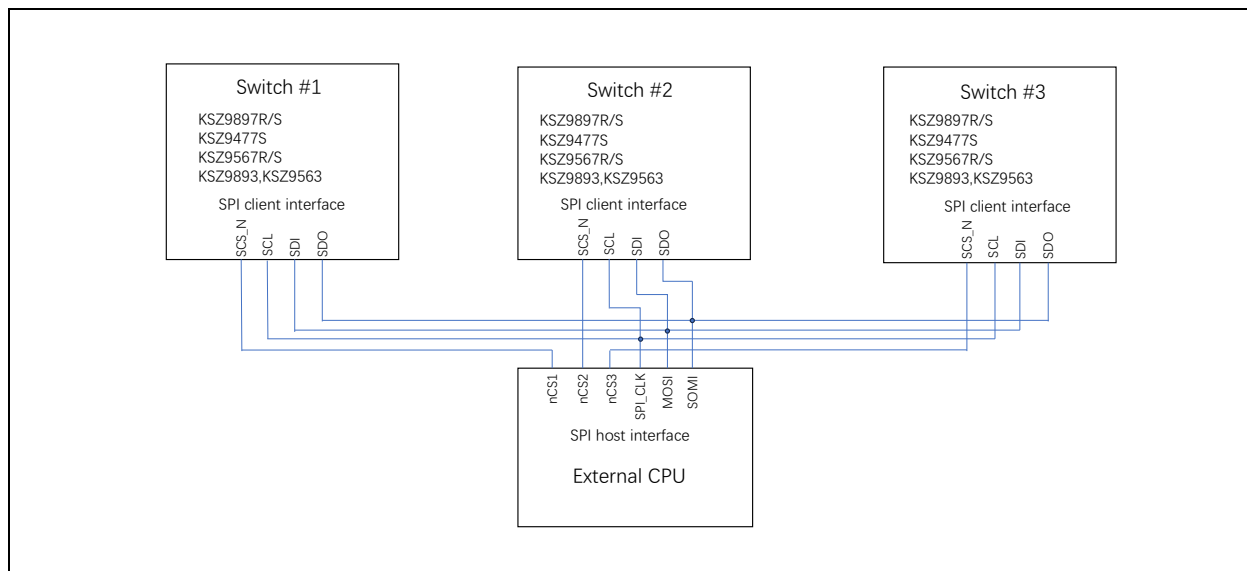 Switch #1
KSZ9897R/S
KSZ9477S
KSZ9567R/S
KSZ9893,KSZ9563
SPI client interface
SCS_N
SCL
SDI
SDO
Switch #2
KSZ9897R/S
KSZ9477S
KSZ9567R/S
KSZ9893,KSZ9563
SPI client interface
SCS_N
SCL
SDI
SDO
Switch #3
KSZ9897R/S
KSZ9477S
KSZ9567R/S
KSZ9893,KSZ9563
SPI client interface
SCS_N
SCL
SDI
SDO
nCS1
nCS2
nCS3
SPI_CLK
MOSI
SOMI
SPI host interface
External CPU